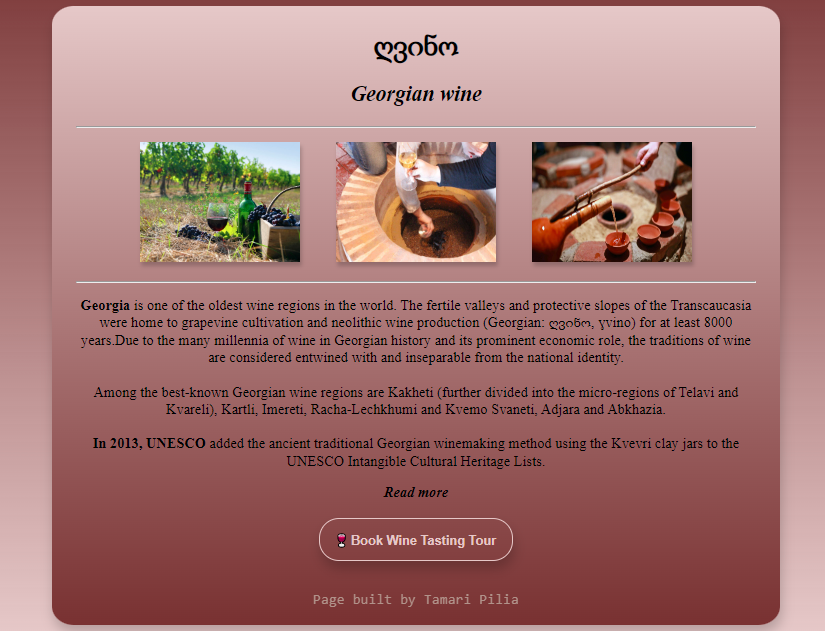 ღვინო
Georgian wine
Georgia is one of the oldest wine regions in the world. The fertile valleys and protective slopes of the Transcaucasia
were home to grapevine cultivation and neolithic wine production (Georgian: ღვინო, ɣvino) for at least 8000
years.Due to the many millennia of wine in Georgian history and its prominent economic role, the traditions of wine
are considered entwined with and inseparable from the national identity.
Among the best-known Georgian wine regions are Kakheti (further divided into the micro-regions of Telavi and
Kvareli), Kartli, Imereti, Racha-Lechkhumi and Kvemo Svaneti, Adjara and Abkhazia.
In 2013, UNESCO added the ancient traditional Georgian winemaking method using the Kvevri clay jars to the
UNESCO Intangible Cultural Heritage Lists.
Read more
🍷Book Wine Tasting Tour
Page built by Tamari Pilia